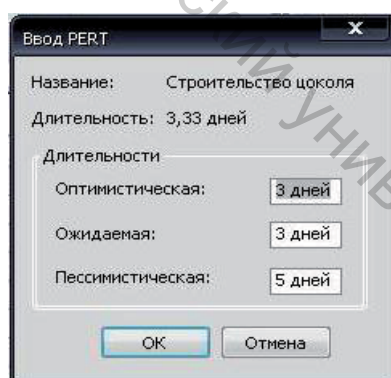 Ввод PERT
Название: Строительство цоколя
Длительность: 3,33 дней
Длительности
Оптимистическая: 3 дней
Ожидаемая: 3 дней
Пессимистическая: 5 дней
ОК Отмена